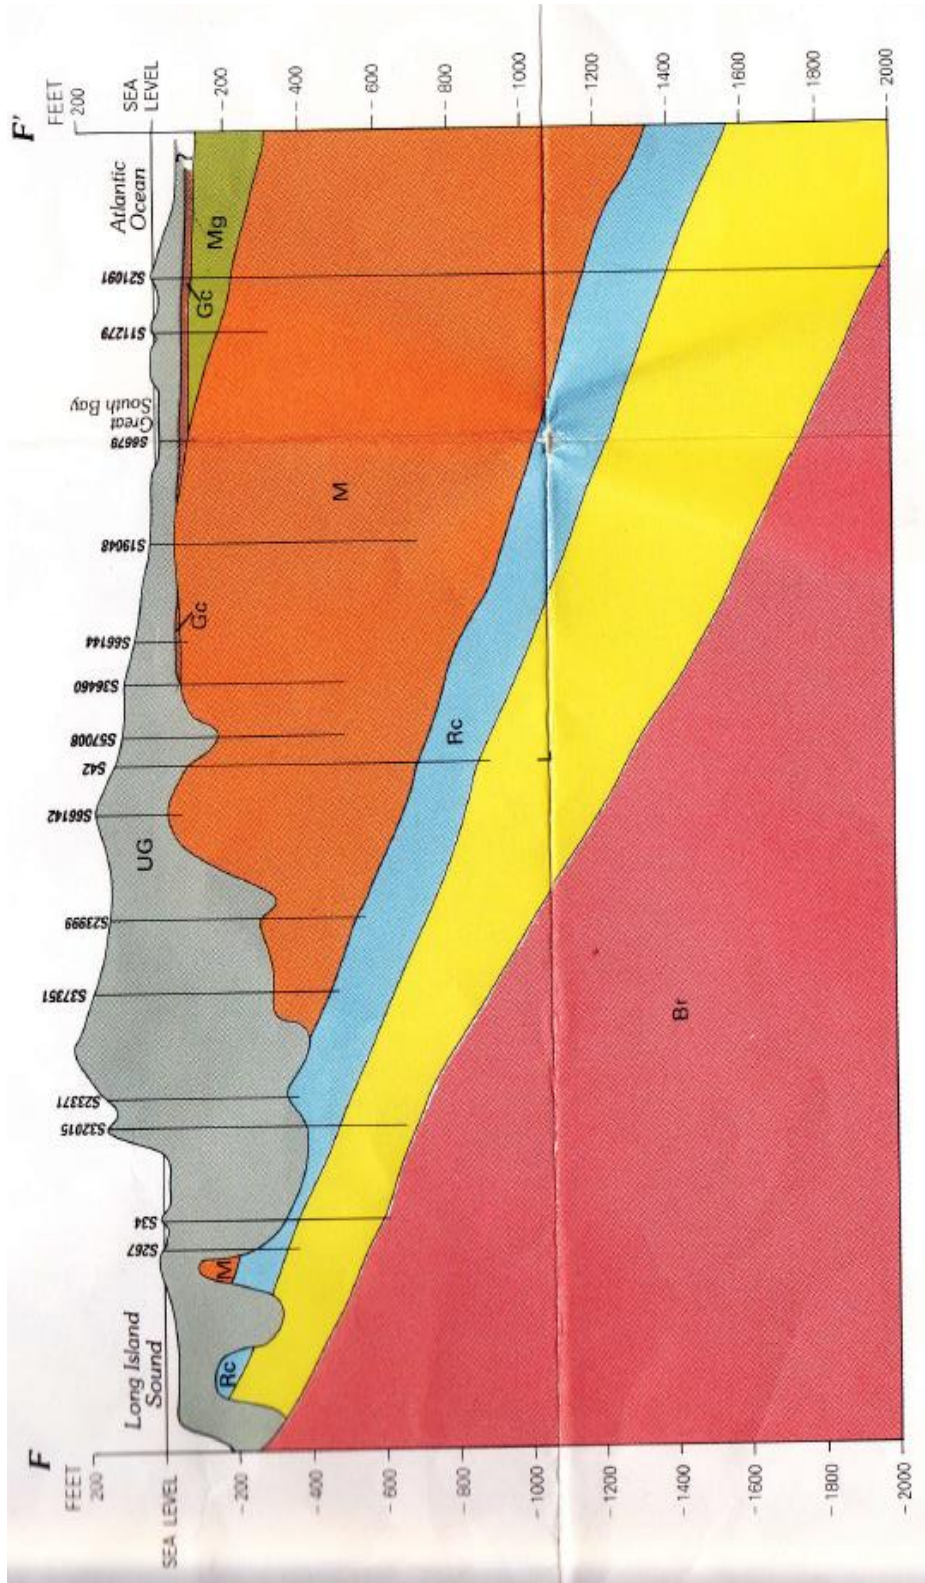 F
F'
FEET
200
SEA LEVEL
- 200
- 400
- 600
- 800
- 1000
- 1200
- 1400
- 1600
- 1800
- 2000
Long Island
Sound
S267
S34
S32015
S23371
S37351
S23999
S66142
S42
S57008
S36460
S66144
S19048
S6679
Great
South Bay
S11279
S21091
Atlantic
Ocean
FEET
200
SEA
LEVEL
- 200
- 400
- 600
- 800
- 1000
- 1200
- 1400
- 1600
- 1800
- 2000
UG
Gc
Gc
?
Mg
M
M
Rc
Rc
L
Br